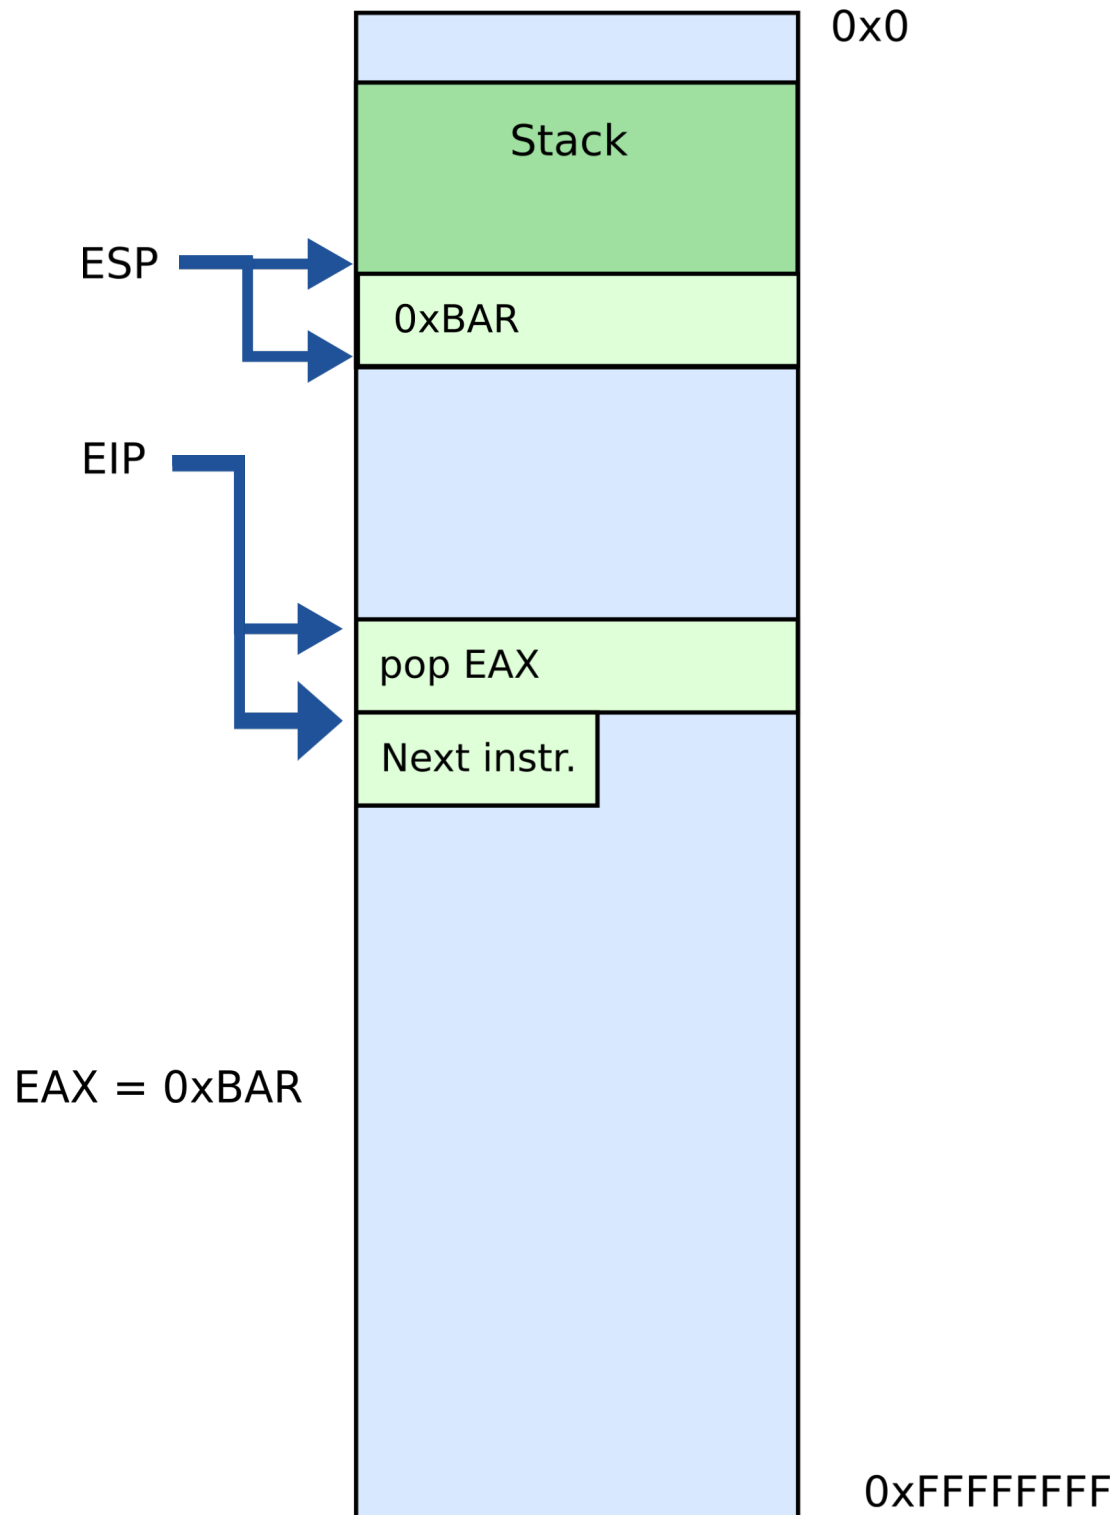 0x0
Stack
ESP
0xBAR
EIP
pop EAX
Next instr.
EAX = 0xBAR
0xFFFFFFFF